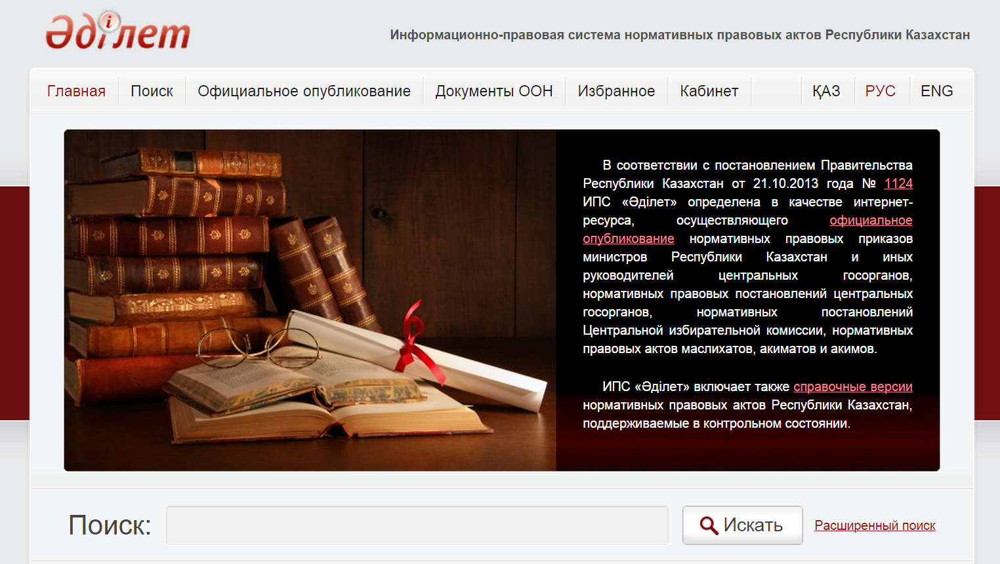 Әділет
Информационно-правовая система нормативных правовых актов Республики Казахстан
Главная Поиск Официальное опубликование Документы ООН Избранное Кабинет ҚАЗ РУС ENG
В соответствии с постановлением Правительства
Республики Казахстан от 21.10.2013 года № 1124
ИПС «Әділет» определена в качестве интернет-
ресурса, осуществляющего официальное
опубликование нормативных правовых приказов
министров Республики Казахстан и иных
руководителей центральных госорганов,
нормативных правовых постановлений центральных
госорганов, нормативных постановлений
Центральной избирательной комиссии, нормативных
правовых актов маслихатов, акиматов и акимов.
ИПС «Әділет» включает также справочные версии
нормативных правовых актов Республики Казахстан,
поддерживаемые в контрольном состоянии.
Поиск: Искать Расширенный поиск